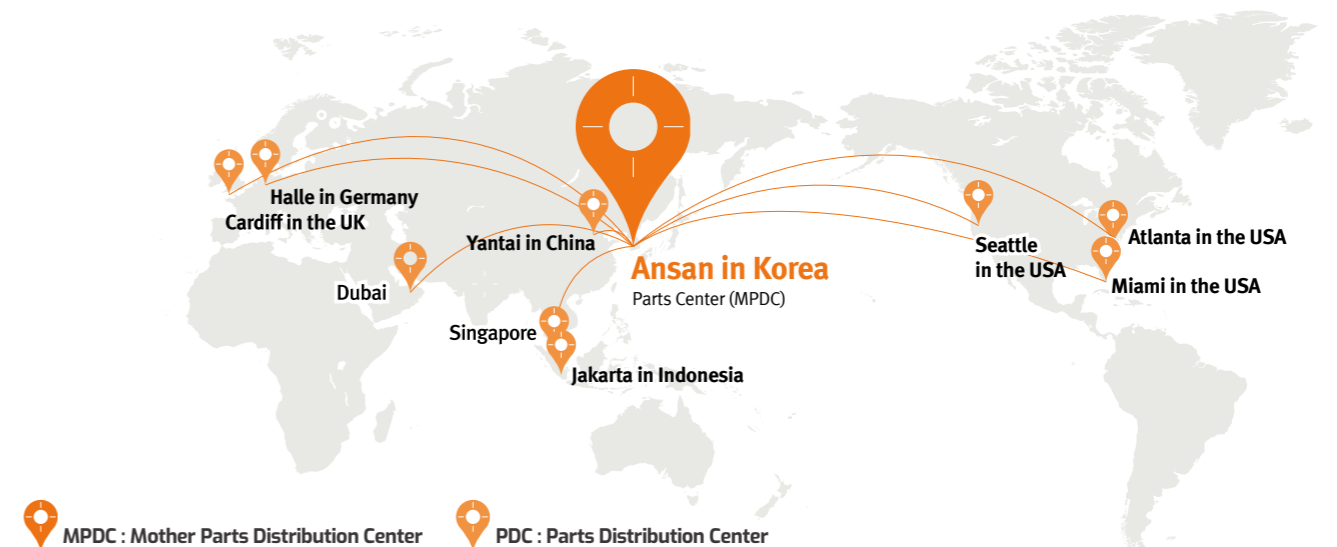 Halle in Germany
Cardiff in the UK
Yantai in China
Dubai
Singapore
Jakarta in Indonesia
Ansan in Korea
Parts Center (MPDC)
Seattle
in the USA
Atlanta in the USA
Miami in the USA
MPDC : Mother Parts Distribution Center
PDC : Parts Distribution Center